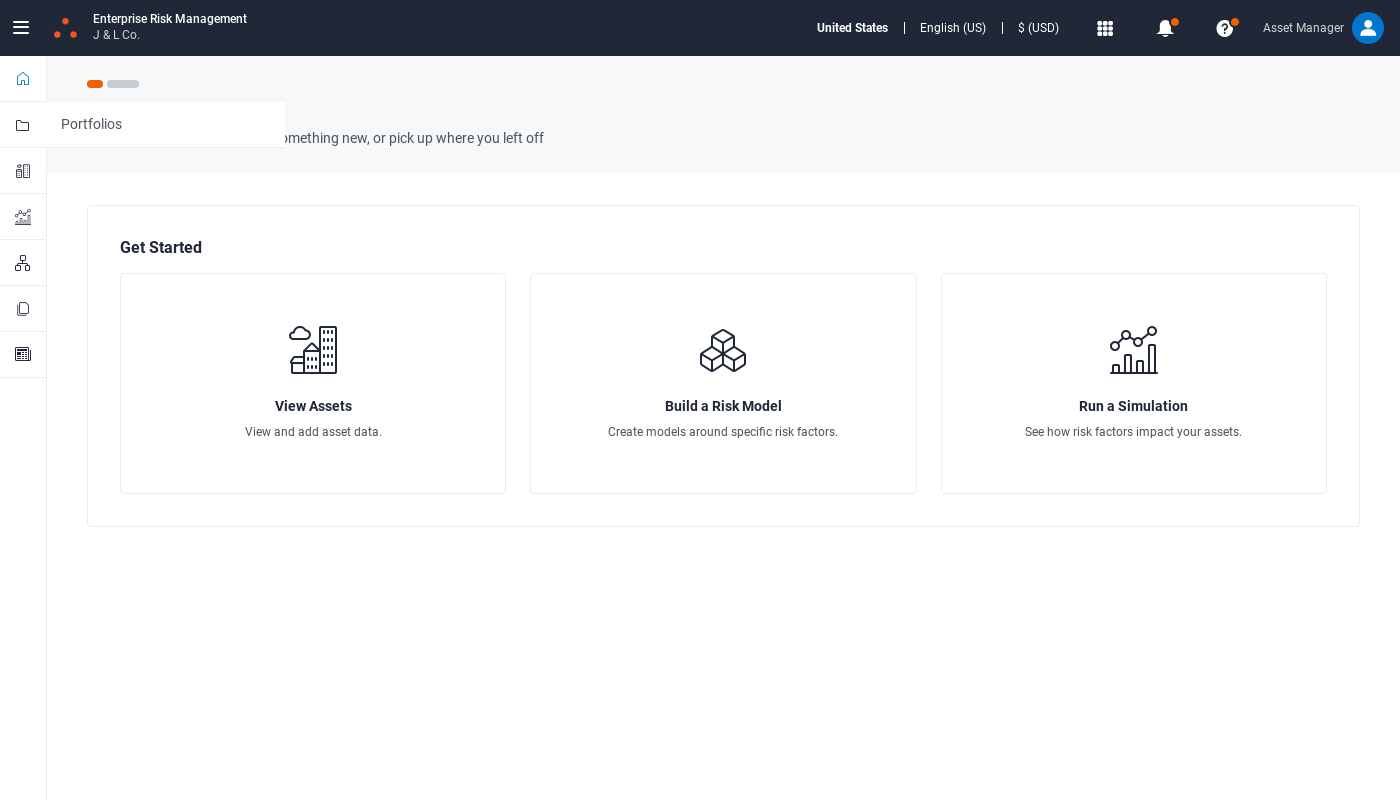 Enterprise Risk Management
J & L Co.
United States
English (US)
$ (USD)
Asset Manager
Portfolios
new, or pick up where you left off
Get Started
View Assets
View and add asset data.
Build a Risk Model
Create models around specific risk factors.
Run a Simulation
See how risk factors impact your assets.